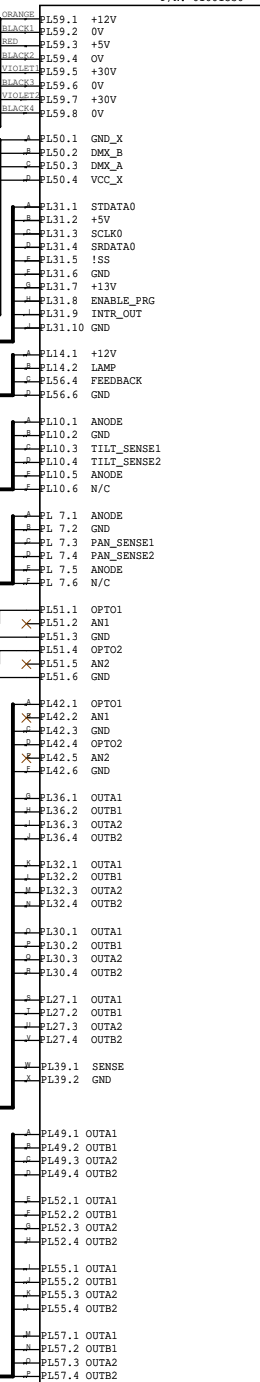 ORANGE PL59.1 +12V
BLACK1 PL59.2 0V
RED PL59.3 +5V
BLACK2 PL59.4 0V
VIOLET1 PL59.5 +30V
BLACK3 PL59.6 0V
VIOLET2 PL59.7 +30V
BLACK4 PL59.8 0V
A PL50.1 GND_X
B PL50.2 DMX_B
C PL50.3 DMX_A
D PL50.4 VCC_X
A PL31.1 STDATA0
B PL31.2 +5V
C PL31.3 SCLK0
D PL31.4 SRDATA0
E PL31.5 !SS
F PL31.6 GND
G PL31.7 +13V
H PL31.8 ENABLE_PRG
I PL31.9 INTR_OUT
J PL31.10 GND
A PL14.1 +12V
B PL14.2 LAMP
C PL56.4 FEEDBACK
D PL56.6 GND
A PL10.1 ANODE
B PL10.2 GND
C PL10.3 TILT_SENSE1
D PL10.4 TILT_SENSE2
E PL10.5 ANODE
F PL10.6 N/C
A PL 7.1 ANODE
B PL 7.2 GND
C PL 7.3 PAN_SENSE1
D PL 7.4 PAN_SENSE2
E PL 7.5 ANODE
F PL 7.6 N/C
PL51.1 OPTO1
PL51.2 AN1
PL51.3 GND
PL51.4 OPTO2
PL51.5 AN2
PL51.6 GND
A PL42.1 OPTO1
PL42.2 AN1
C PL42.3 GND
D PL42.4 OPTO2
PL42.5 AN2
F PL42.6 GND
G PL36.1 OUTA1
H PL36.2 OUTB1
I PL36.3 OUTA2
J PL36.4 OUTB2
K PL32.1 OUTA1
L PL32.2 OUTB1
M PL32.3 OUTA2
N PL32.4 OUTB2
O PL30.1 OUTA1
P PL30.2 OUTB1
Q PL30.3 OUTA2
R PL30.4 OUTB2
S PL27.1 OUTA1
T PL27.2 OUTB1
U PL27.3 OUTA2
V PL27.4 OUTB2
W PL39.1 SENSE
X PL39.2 GND
A PL49.1 OUTA1
B PL49.2 OUTB1
C PL49.3 OUTA2
D PL49.4 OUTB2
E PL52.1 OUTA1
F PL52.2 OUTB1
G PL52.3 OUTA2
H PL52.4 OUTB2
I PL55.1 OUTA1
J PL55.2 OUTB1
K PL55.3 OUTA2
L PL55.4 OUTB2
M PL57.1 OUTA1
N PL57.2 OUTB1
O PL57.3 OUTA2
P PL57.4 OUTB2